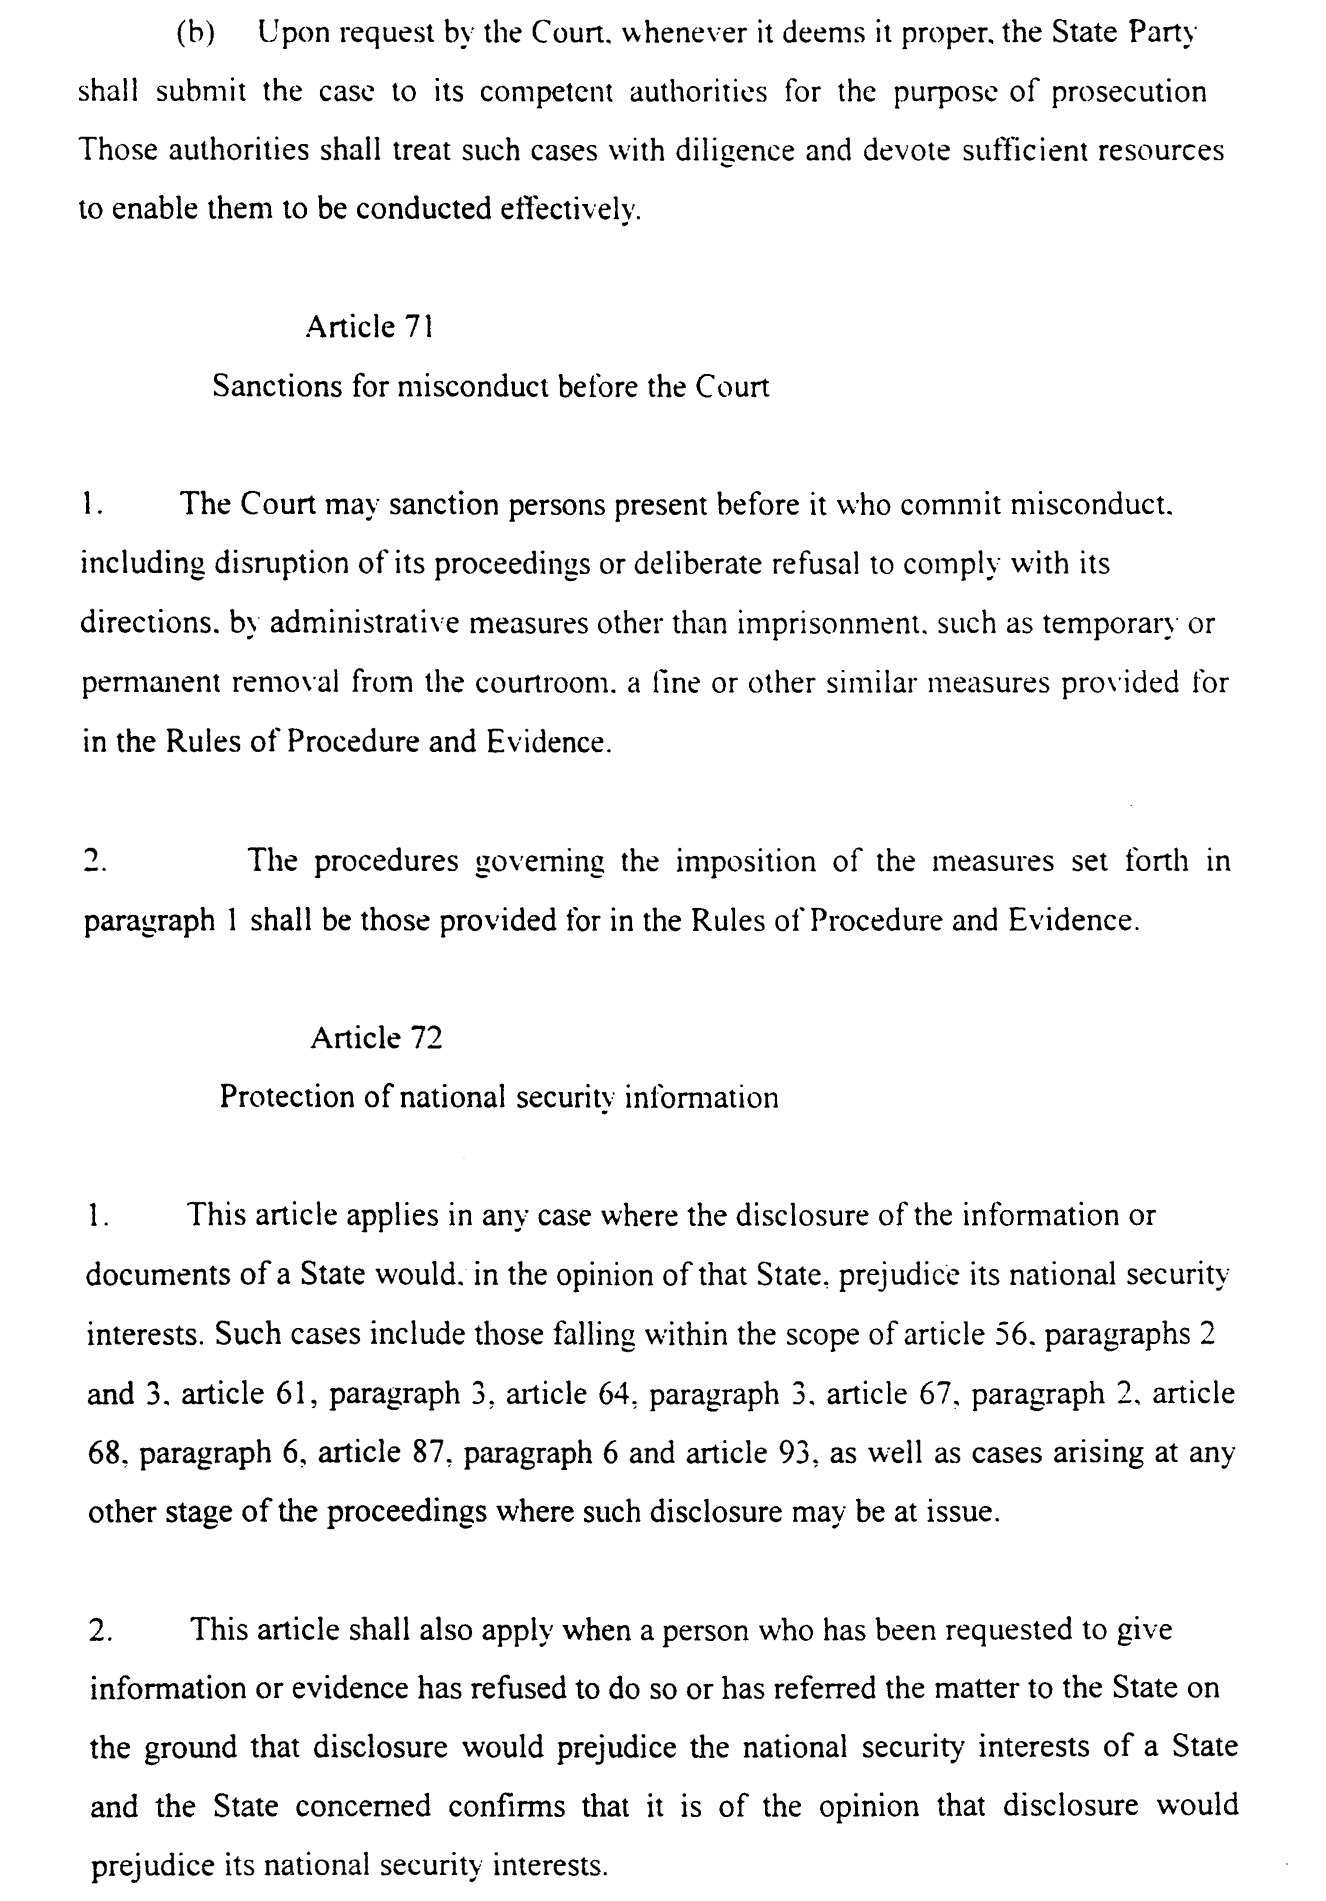 (b) Upon request by the Court, whenever it deems it proper, the State Party
shall submit the case to its competent authorities for the purpose of prosecution
Those authorities shall treat such cases with diligence and devote sufficient resources
to enable them to be conducted effectively.
Article 71
Sanctions for misconduct before the Court
1. The Court may sanction persons present before it who commit misconduct,
including disruption of its proceedings or deliberate refusal to comply with its
directions, by administrative measures other than imprisonment, such as temporary or
permanent removal from the courtroom, a fine or other similar measures provided for
in the Rules of Procedure and Evidence.
2. The procedures governing the imposition of the measures set forth in
paragraph 1 shall be those provided for in the Rules of Procedure and Evidence.
Article 72
Protection of national security information
1. This article applies in any case where the disclosure of the information or
documents of a State would, in the opinion of that State, prejudice its national security
interests. Such cases include those falling within the scope of article 56, paragraphs 2
and 3, article 61, paragraph 3, article 64, paragraph 3, article 67, paragraph 2, article
68, paragraph 6, article 87, paragraph 6 and article 93, as well as cases arising at any
other stage of the proceedings where such disclosure may be at issue.
2. This article shall also apply when a person who has been requested to give
information or evidence has refused to do so or has referred the matter to the State on
the ground that disclosure would prejudice the national security interests of a State
and the State concerned confirms that it is of the opinion that disclosure would
prejudice its national security interests.